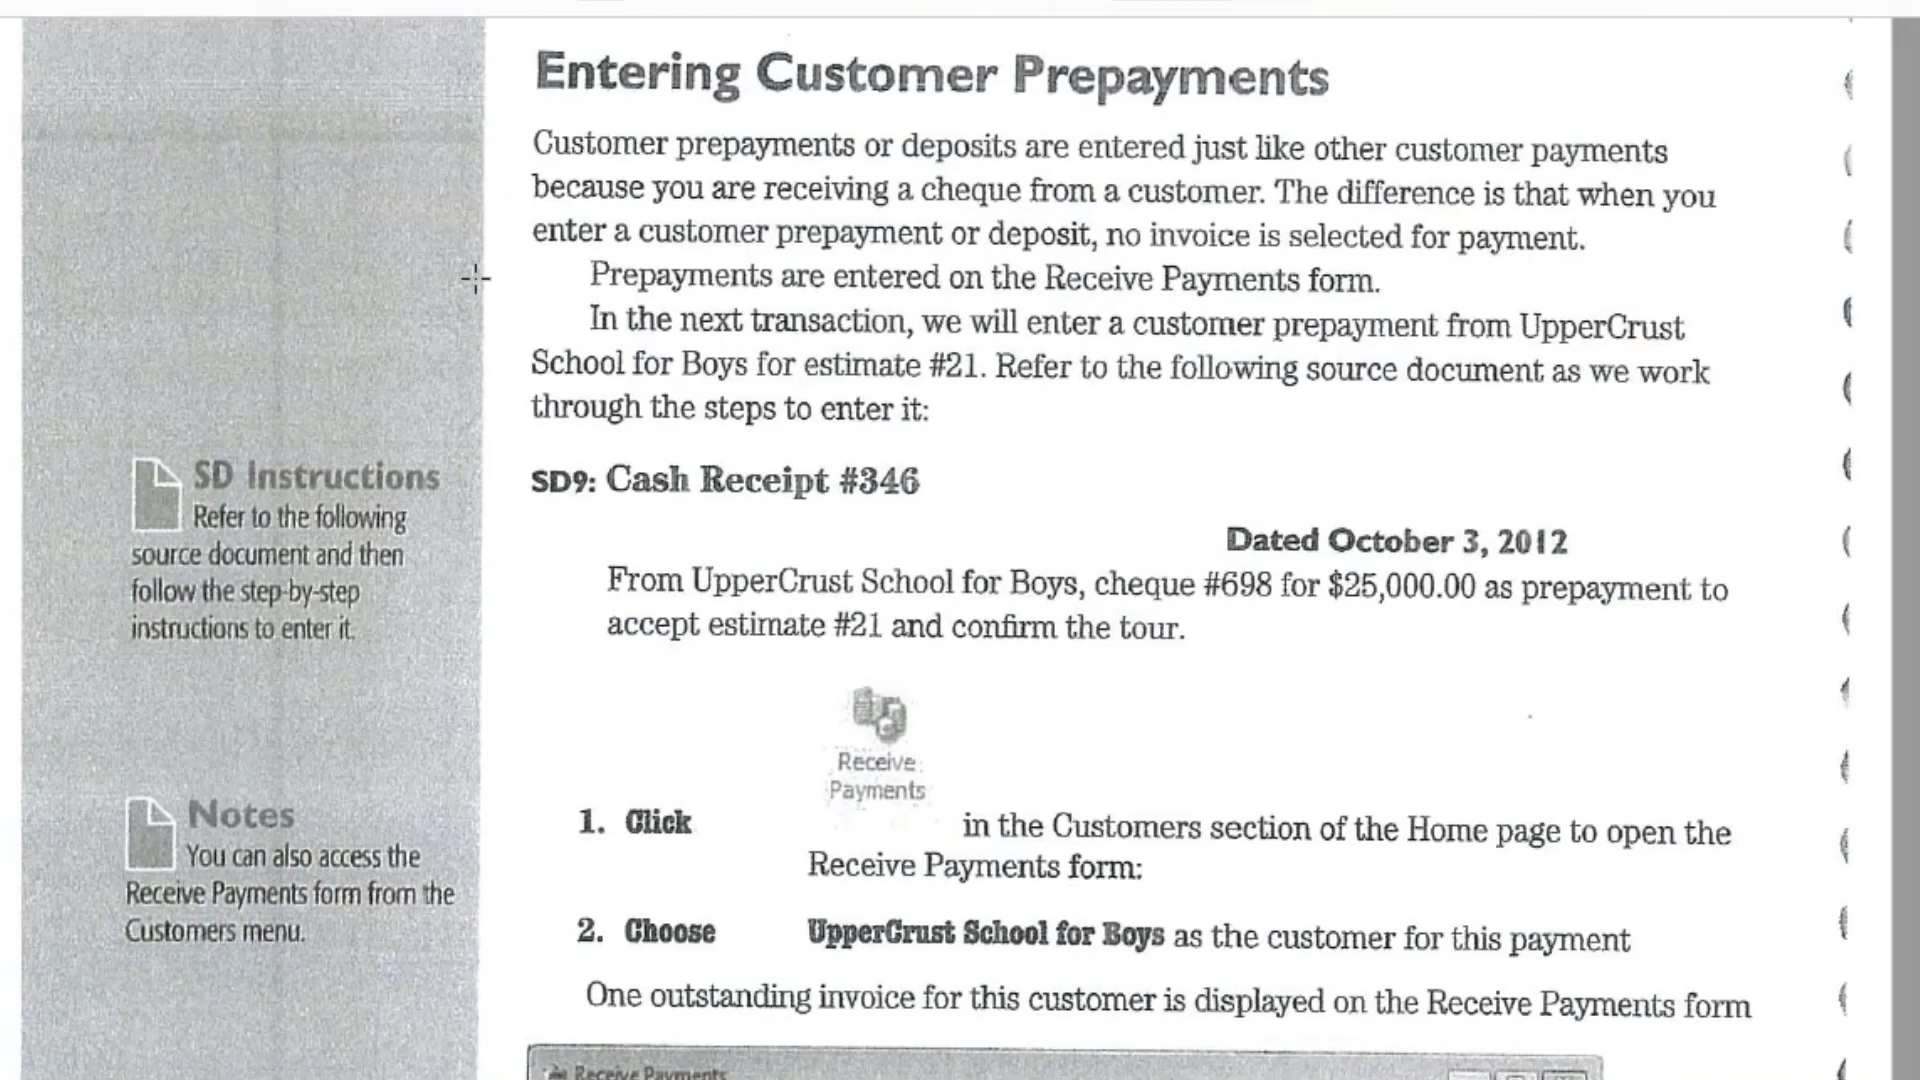 Entering Customer Prepayments
Customer prepayments or deposits are entered just like other customer payments
because you are receiving a cheque from a customer. The difference is that when you
enter a customer prepayment or deposit, no invoice is selected for payment.
Prepayments are entered on the Receive Payments form.
In the next transaction, we will enter a customer prepayment from UpperCrust
School for Boys for estimate #21. Refer to the following source document as we work
through the steps to enter it:
SD Instructions
Refer to the following
source document and then
follow the step-by-step
instructions to enter it.
SD9: Cash Receipt #346
Dated October 3, 2012
From UpperCrust School for Boys, cheque #698 for $25,000.00 as prepayment to
accept estimate #21 and confirm the tour.
Receive
Payments
Notes
You can also access the
Receive Payments form from the
Customers menu.
1. Click in the Customers section of the Home page to open the
Receive Payments form:
2. Choose UpperCrust School for Boys as the customer for this payment
One outstanding invoice for this customer is displayed on the Receive Payments form
Receive Payments